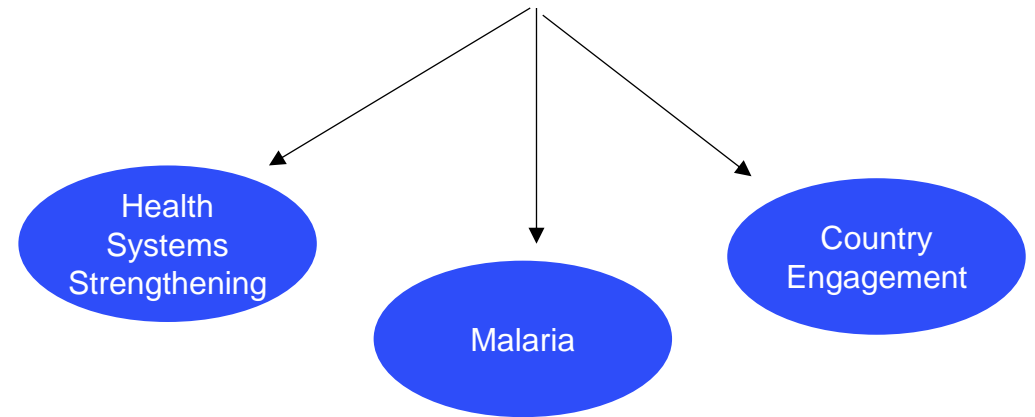 Health
Systems
Strengthening
Malaria
Country
Engagement